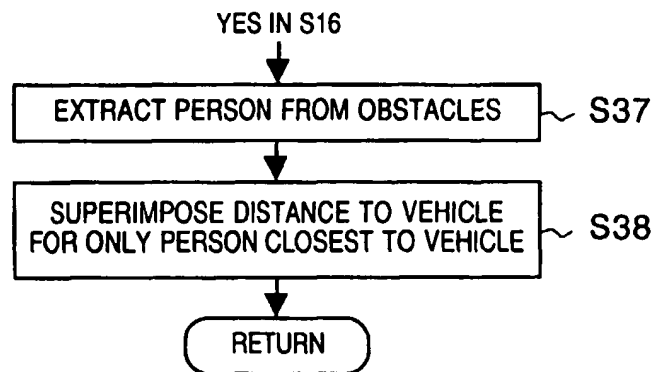 YES IN S16
EXTRACT PERSON FROM OBSTACLES
S37
SUPERIMPOSE DISTANCE TO VEHICLE
FOR ONLY PERSON CLOSEST TO VEHICLE
S38
RETURN